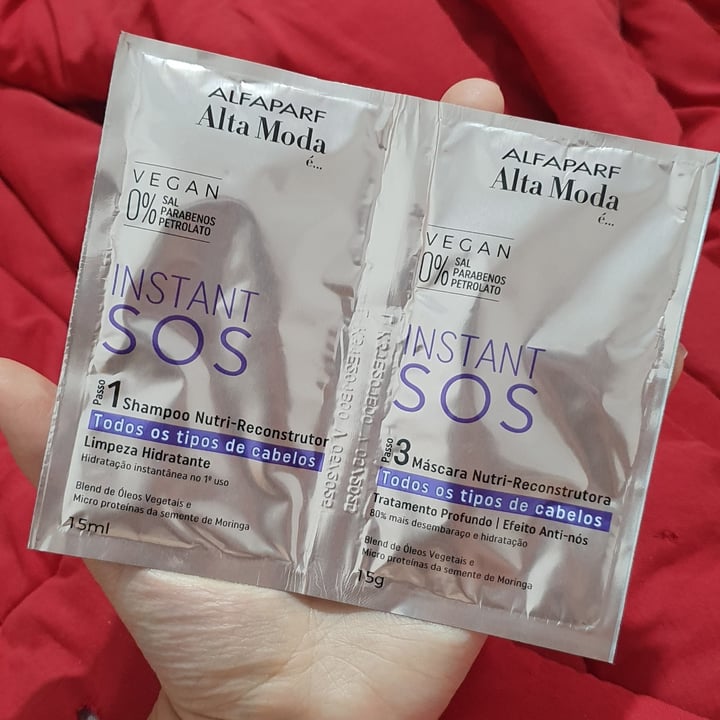 ALFAPARF
Alta Moda
é...
VEGAN
0% SAL
PARABENOS
PETROLATO
INSTANT
SOS
Passo 1 Shampoo Nutri-Reconstrutor
Todos os tipos de cabelos
Limpeza Hidratante
Hidratação instantânea no 1º uso
Blend de Óleos Vegetais e
Micro proteínas da semente de Moringa
15ml
ALFAPARF
Alta Moda
é...
VEGAN
0% SAL
PARABENOS
PETROLATO
INSTANT
SOS
Passo 3 Máscara Nutri-Reconstrutora
Todos os tipos de cabelos
Tratamento Profundo | Efeito Anti-nós
80% mais desembaraço e hidratação
Blend de Óleos Vegetais e
Micro proteínas da semente de Moringa
15g